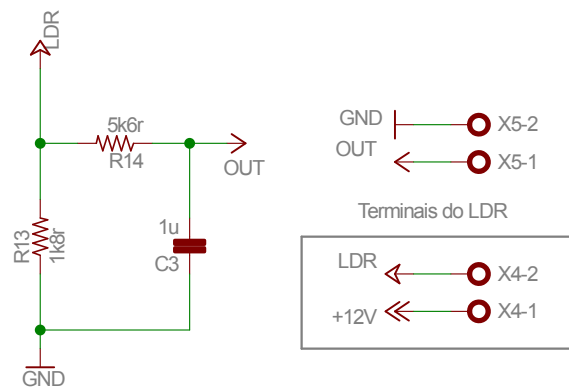 LDR
5k6r
R14
OUT
R13
1k8r
1u
C3
GND
GND X5-2
OUT X5-1
Terminais do LDR
LDR X4-2
+12V X4-1